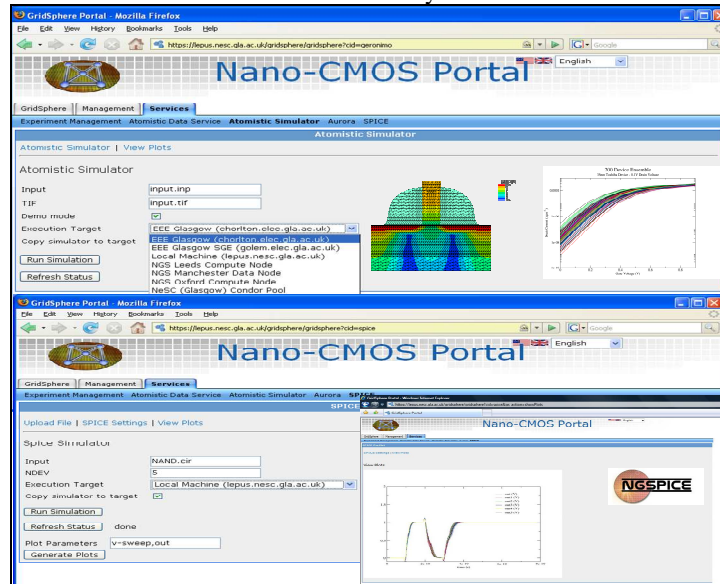 GridSphere Portal - Mozilla Firefox
File Edit View History Bookmarks Tools Help
https://lepus.nesc.gla.ac.uk/gridsphere/gridsphere?cid=geronimo
Google
Nano-CMOS Portal
English
GridSphere Management Services
Experiment Management Atomistic Data Service Atomistic Simulator Aurora SPICE
Atomistic Simulator
Atomistic Simulator | View Plots
Atomistic Simulator
Input input.inp
TIF input.tif
Demo mode
Execution Target EEE Glasgow (chorlton.elec.gla.ac.uk)
Copy simulator to target
EEE Glasgow (chorlton.elec.gla.ac.uk)
EEE Glasgow SGE (golem.elec.gla.ac.uk)
Local Machine (lepus.nesc.gla.ac.uk)
NGS Leeds Compute Node
NGS Manchester Data Node
NGS Oxford Compute Node
NeSC (Glasgow) Condor Pool
Run Simulation
Refresh Status
GridSphere Portal - Mozilla Firefox
File Edit View History Bookmarks Tools Help
https://lepus.nesc.gla.ac.uk/gridsphere/gridsphere?cid=spice
Google
Nano-CMOS Portal
English
GridSphere Management Services
Experiment Management Atomistic Data Service Atomistic Simulator Aurora SPICE
SPICE
Upload File | SPICE Settings | View Plots
Spice Simulator
Input NAND.cir
NDEV 5
Execution Target Local Machine (lepus.nesc.gla.ac.uk)
Copy simulator to target
Run Simulation
Refresh Status done
Plot Parameters v-sweep,out
Generate Plots
Nano-CMOS Portal
NGSPICE